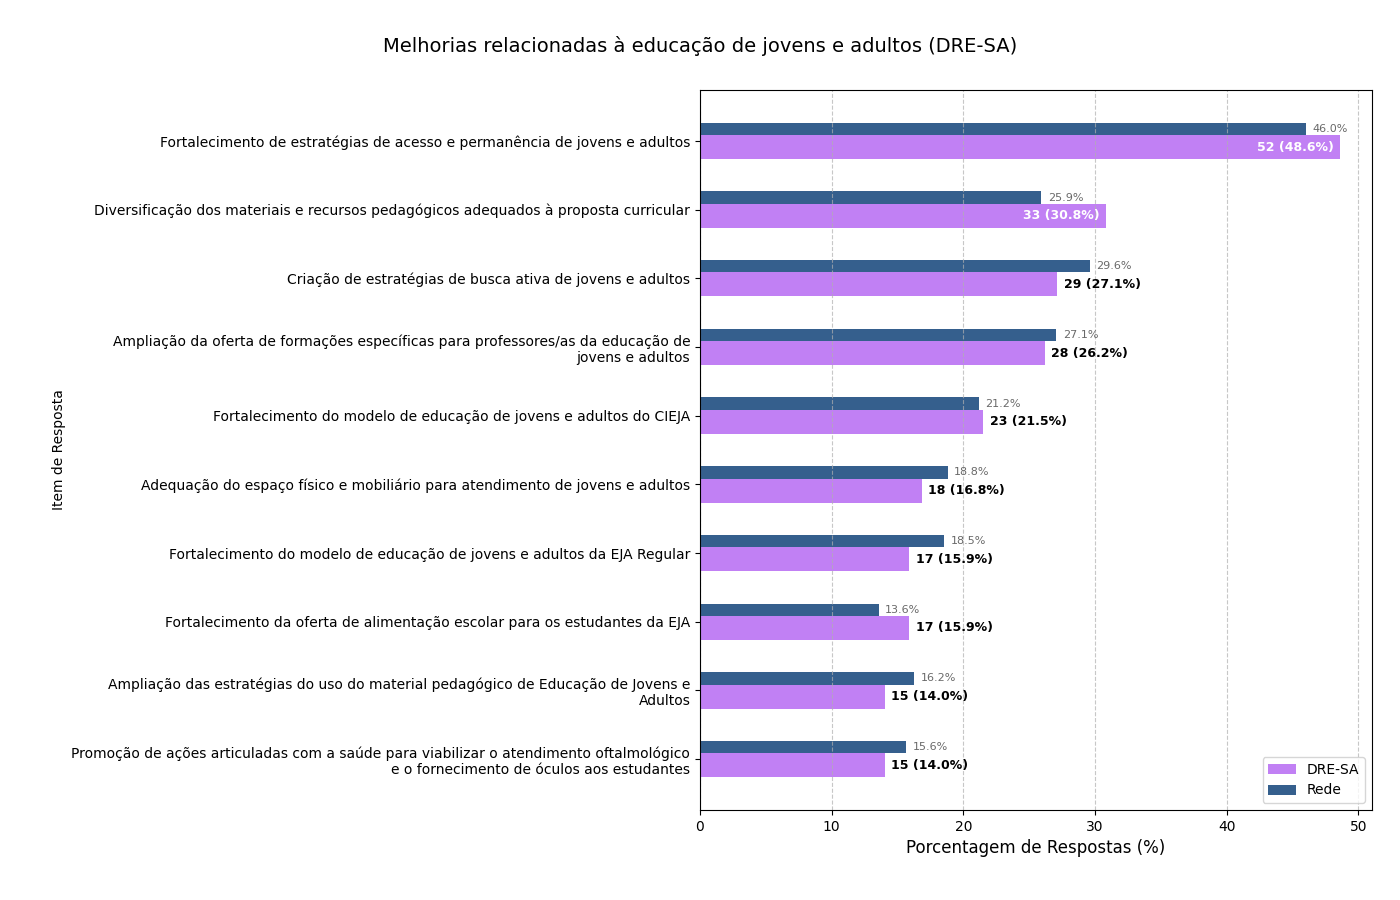 Melhorias relacionadas à educação de jovens e adultos (DRE-SA)
Item de Resposta
Fortalecimento de estratégias de acesso e permanência de jovens e adultos
46.0%
52 (48.6%)
Diversificação dos materiais e recursos pedagógicos adequados à proposta curricular
25.9%
33 (30.8%)
Criação de estratégias de busca ativa de jovens e adultos
29.6%
29 (27.1%)
Ampliação da oferta de formações específicas para professores/as da educação de
jovens e adultos
27.1%
28 (26.2%)
Fortalecimento do modelo de educação de jovens e adultos do CIEJA
21.2%
23 (21.5%)
Adequação do espaço físico e mobiliário para atendimento de jovens e adultos
18.8%
18 (16.8%)
Fortalecimento do modelo de educação de jovens e adultos da EJA Regular
18.5%
17 (15.9%)
Fortalecimento da oferta de alimentação escolar para os estudantes da EJA
13.6%
17 (15.9%)
Ampliação das estratégias do uso do material pedagógico de Educação de Jovens e
Adultos
16.2%
15 (14.0%)
Promoção de ações articuladas com a saúde para viabilizar o atendimento oftalmológico
e o fornecimento de óculos aos estudantes
15.6%
15 (14.0%)
DRE-SA
Rede
0 10 20 30 40 50
Porcentagem de Respostas (%)